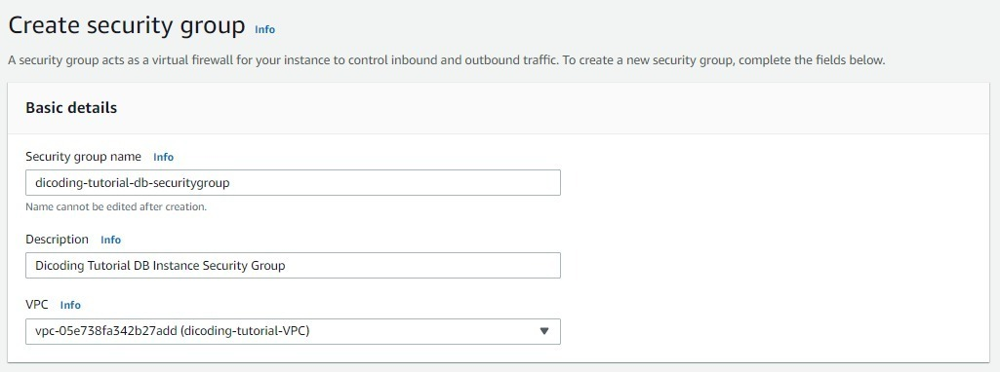 Create security group Info
A security group acts as a virtual firewall for your instance to control inbound and outbound traffic. To create a new security group, complete the fields below.
Basic details
Security group name Info
dicoding-tutorial-db-securitygroup
Name cannot be edited after creation.
Description Info
Dicoding Tutorial DB Instance Security Group
VPC Info
vpc-05e738fa342b27add (dicoding-tutorial-VPC)